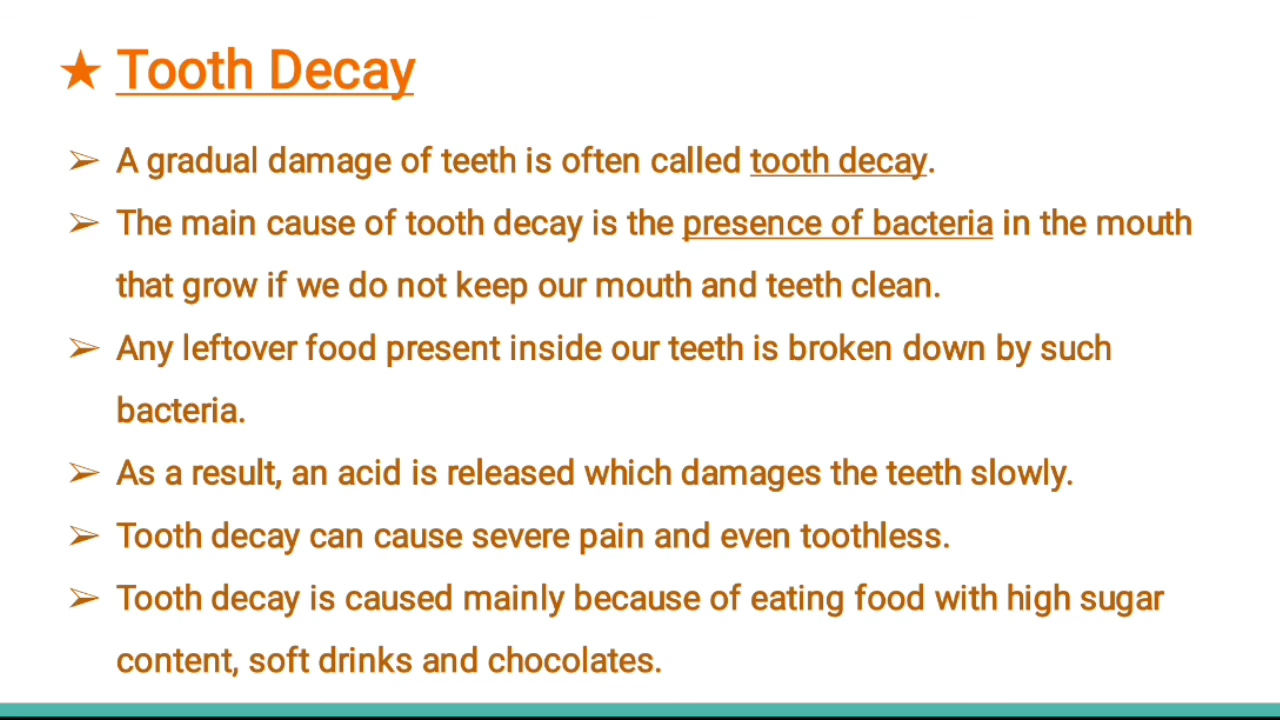 ★ Tooth Decay
➢ A gradual damage of teeth is often called tooth decay.
➢ The main cause of tooth decay is the presence of bacteria in the mouth
that grow if we do not keep our mouth and teeth clean.
➢ Any leftover food present inside our teeth is broken down by such
bacteria.
➢ As a result, an acid is released which damages the teeth slowly.
➢ Tooth decay can cause severe pain and even toothless.
➢ Tooth decay is caused mainly because of eating food with high sugar
content, soft drinks and chocolates.